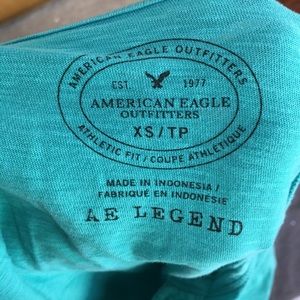 AMERICAN EAGLE OUTFITTERS
EST. 1977
AMERICAN EAGLE
OUTFITTERS
XS/TP
ATHLETIC FIT / COUPE ATHLÉTIQUE
MADE IN INDONESIA /
FABRIQUÉ EN INDONÉSIE
AE LEGEND